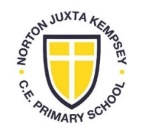 NORTON JUXTA KEMPSEY
C.E. PRIMARY SCHOOL